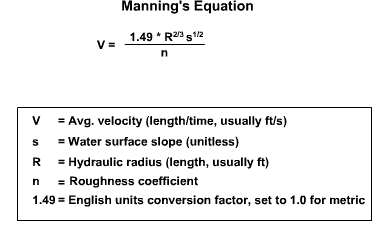 Manning's Equation
V = 1.49 * R2/3 s1/2
n
V = Avg. velocity (length/time, usually ft/s)
s = Water surface slope (unitless)
R = Hydraulic radius (length, usually ft)
n = Roughness coefficient
1.49 = English units conversion factor, set to 1.0 for metric